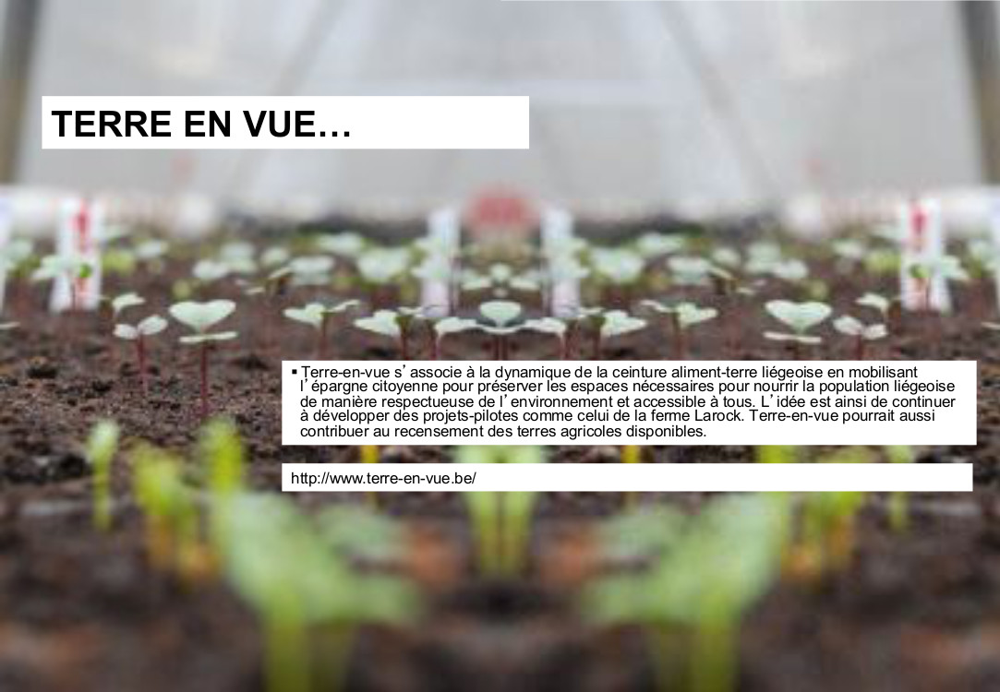 TERRE EN VUE…
▪ Terre-en-vue s’ associe à la dynamique de la ceinture aliment-terre liégeoise en mobilisant
l’ épargne citoyenne pour préserver les espaces nécessaires pour nourrir la population liégeoise
de manière respectueuse de l’ environnement et accessible à tous. L’ idée est ainsi de continuer
à développer des projets-pilotes comme celui de la ferme Larock. Terre-en-vue pourrait aussi
contribuer au recensement des terres agricoles disponibles.
http://www.terre-en-vue.be/